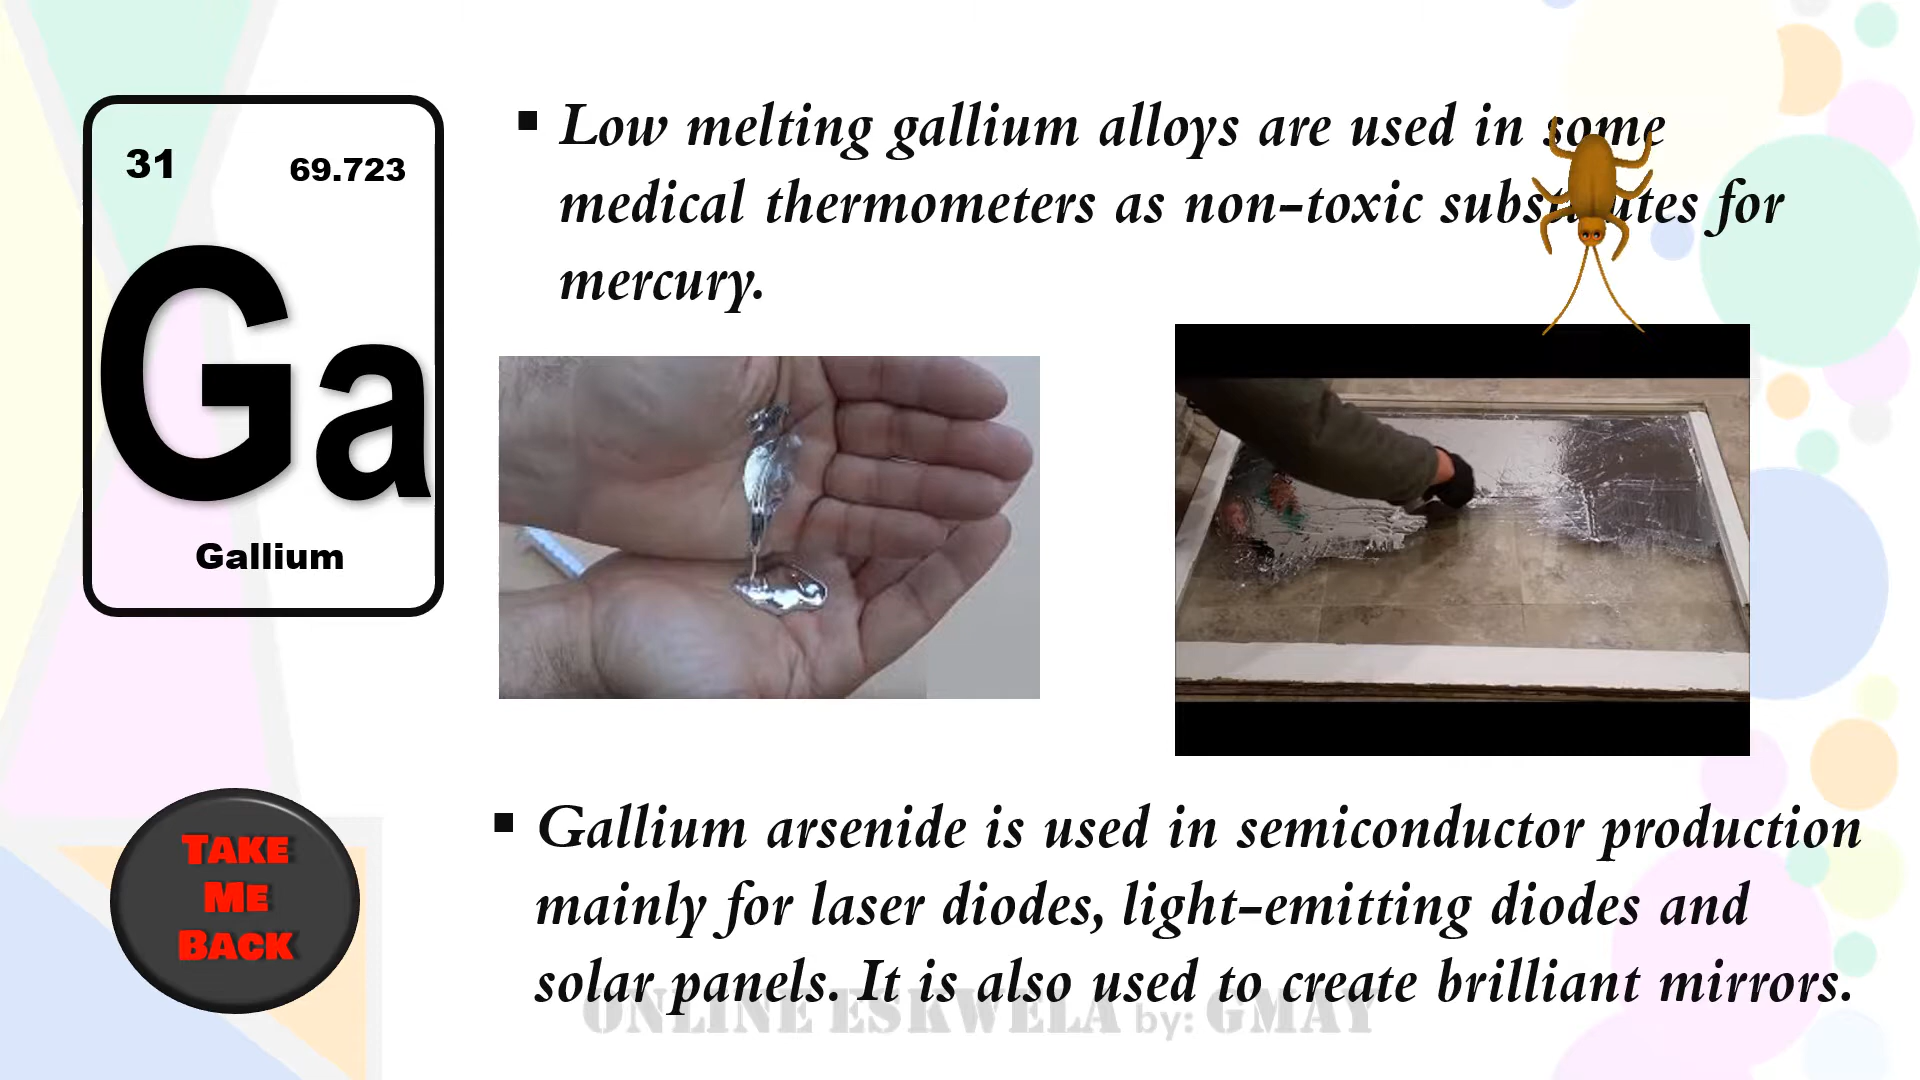 31
69.723
Ga
Gallium
▪ Low melting gallium alloys are used in some
medical thermometers as non-toxic substitutes for
mercury.
▪ Gallium arsenide is used in semiconductor production
mainly for laser diodes, light-emitting diodes and
solar panels. It is also used to create brilliant mirrors.
TAKE
ME
BACK
ONLINE ESKWELA by: GMAY